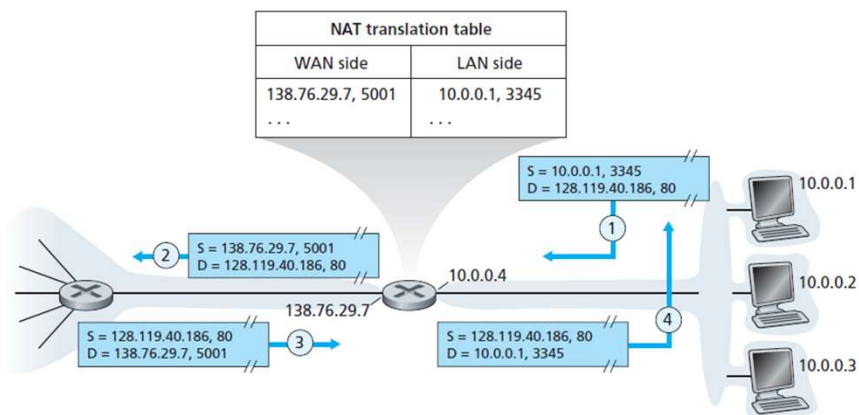 NAT translation table
WAN side
LAN side
138.76.29.7, 5001
10.0.0.1, 3345
. . .
. . .
S = 10.0.0.1, 3345
D = 128.119.40.186, 80
10.0.0.1
1
2
S = 138.76.29.7, 5001
D = 128.119.40.186, 80
10.0.0.4
10.0.0.2
138.76.29.7
4
S = 128.119.40.186, 80
D = 138.76.29.7, 5001
3
S = 128.119.40.186, 80
D = 10.0.0.1, 3345
10.0.0.3